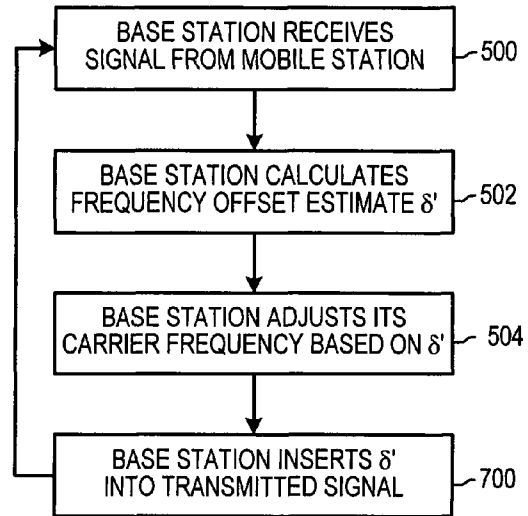 BASE STATION RECEIVES
SIGNAL FROM MOBILE STATION
500
BASE STATION CALCULATES
FREQUENCY OFFSET ESTIMATE δ'
502
BASE STATION ADJUSTS ITS
CARRIER FREQUENCY BASED ON δ'
504
BASE STATION INSERTS δ'
INTO TRANSMITTED SIGNAL
700